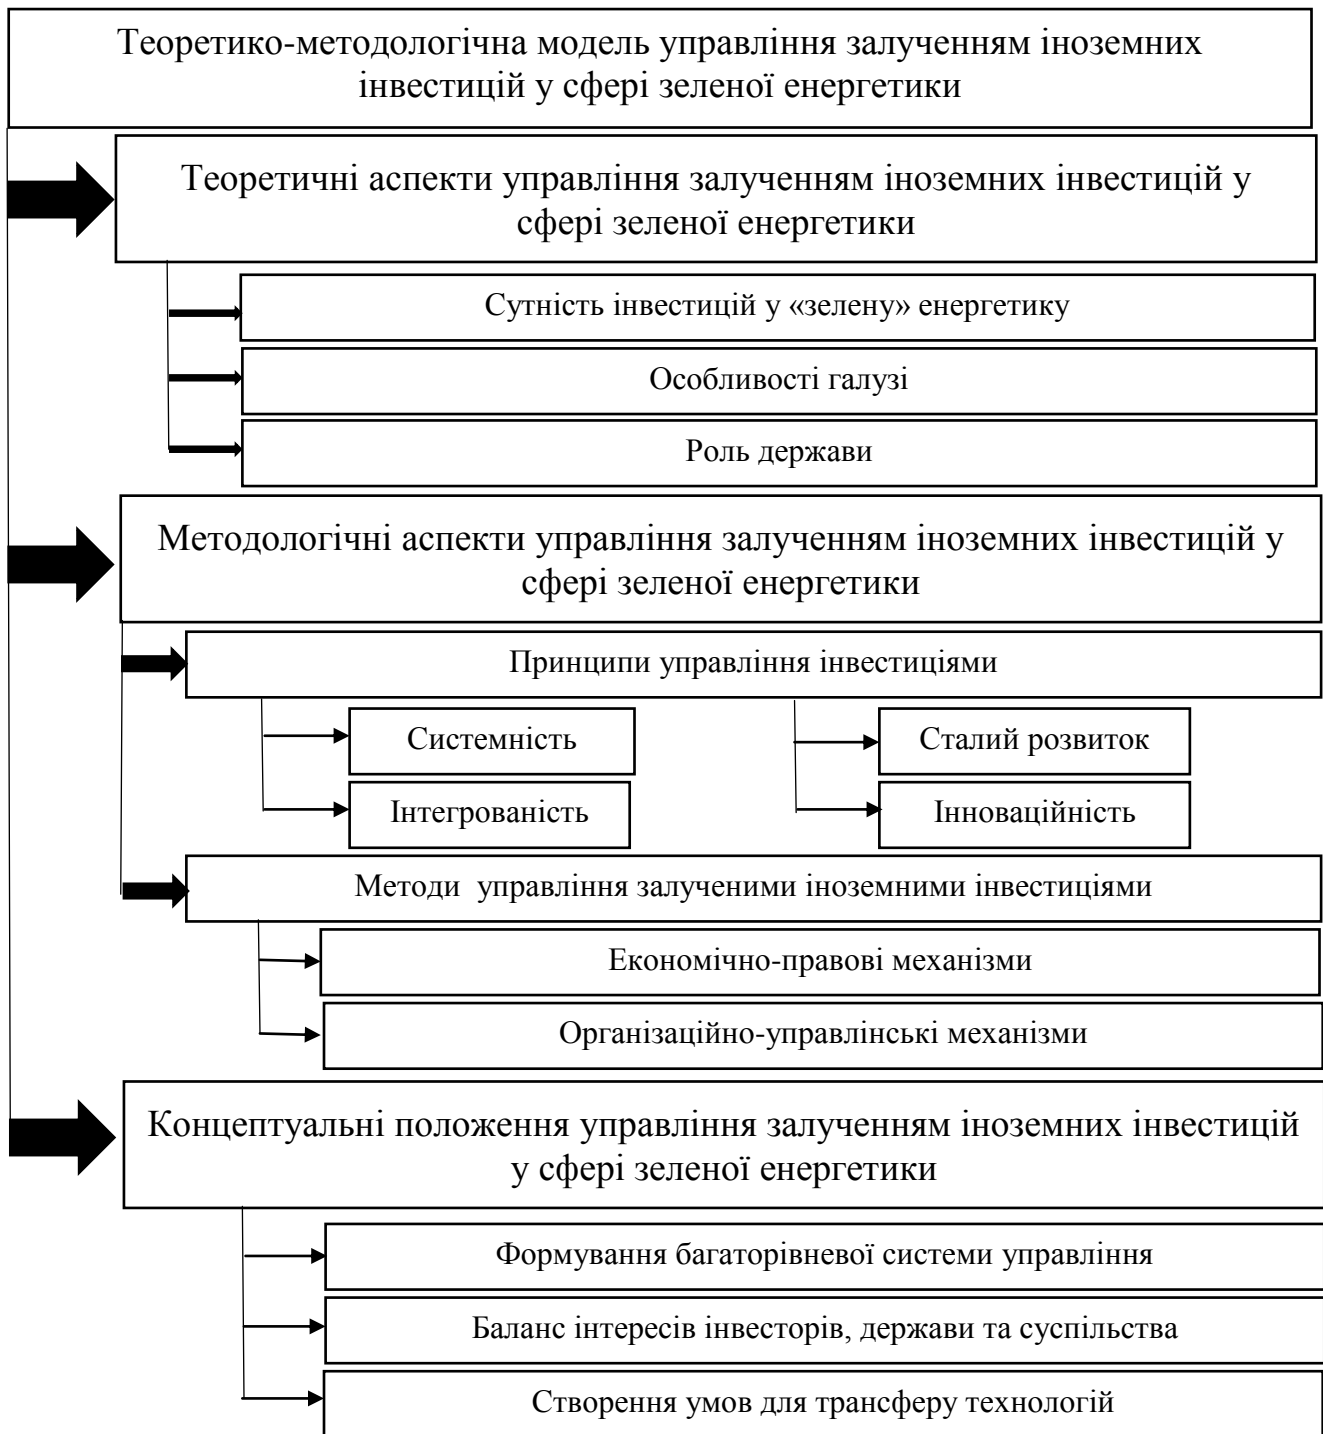 Теоретико-методологічна модель управління залученням іноземних
інвестицій у сфері зеленої енергетики
Теоретичні аспекти управління залученням іноземних інвестицій у
сфері зеленої енергетики
Сутність інвестицій у «зелену» енергетику
Особливості галузі
Роль держави
Методологічні аспекти управління залученням іноземних інвестицій у
сфері зеленої енергетики
Принципи управління інвестиціями
Системність
Сталий розвиток
Інтегрованість
Інноваційність
Методи управління залученими іноземними інвестиціями
Економічно-правові механізми
Організаційно-управлінські механізми
Концептуальні положення управління залученням іноземних інвестицій
у сфері зеленої енергетики
Формування багаторівневої системи управління
Баланс інтересів інвесторів, держави та суспільства
Створення умов для трансферу технологій